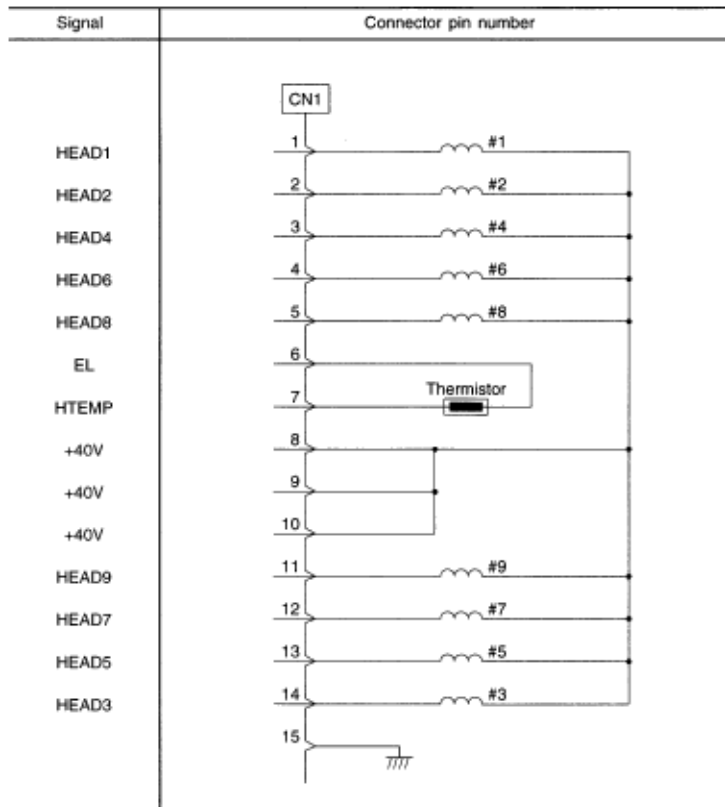 Signal Connector pin number
CN1
HEAD1 1 #1
HEAD2 2 #2
HEAD4 3 #4
HEAD6 4 #6
HEAD8 5 #8
EL 6
Thermistor
HTEMP 7
+40V 8
+40V 9
+40V 10
HEAD9 11 #9
HEAD7 12 #7
HEAD5 13 #5
HEAD3 14 #3
15